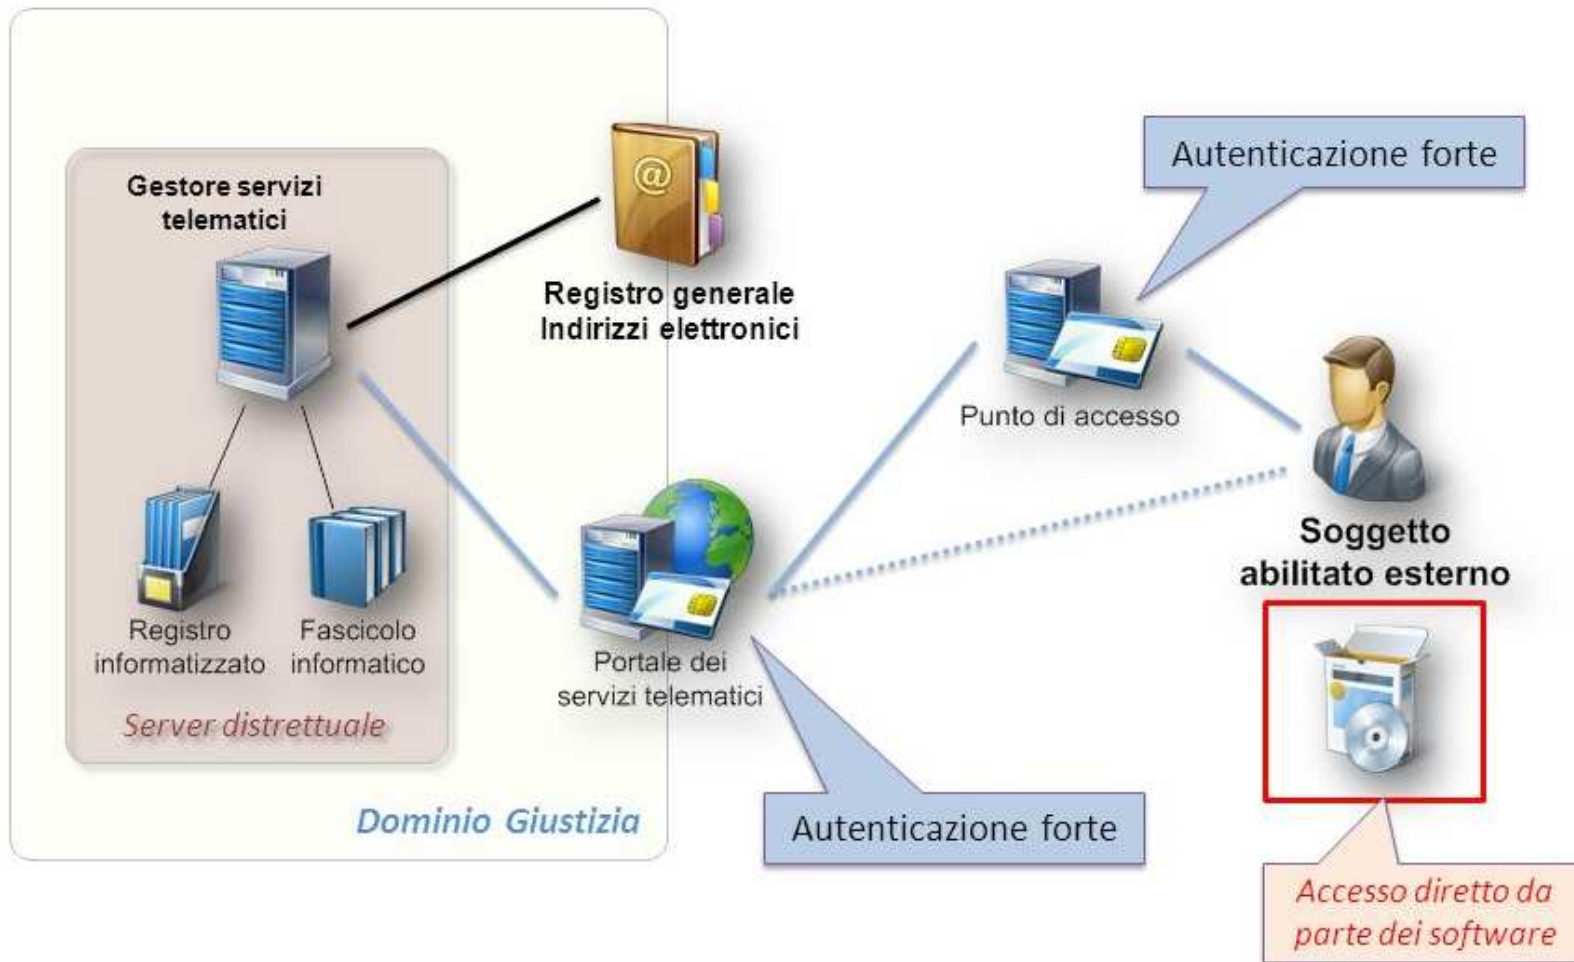 Gestore servizi
telematici
Registro generale
Indirizzi elettronici
Autenticazione forte
Punto di accesso
Soggetto
abilitato esterno
Registro
informatizzato
Fascicolo
informatico
Server distrettuale
Portale dei
servizi telematici
Dominio Giustizia
Autenticazione forte
Accesso diretto da
parte dei software